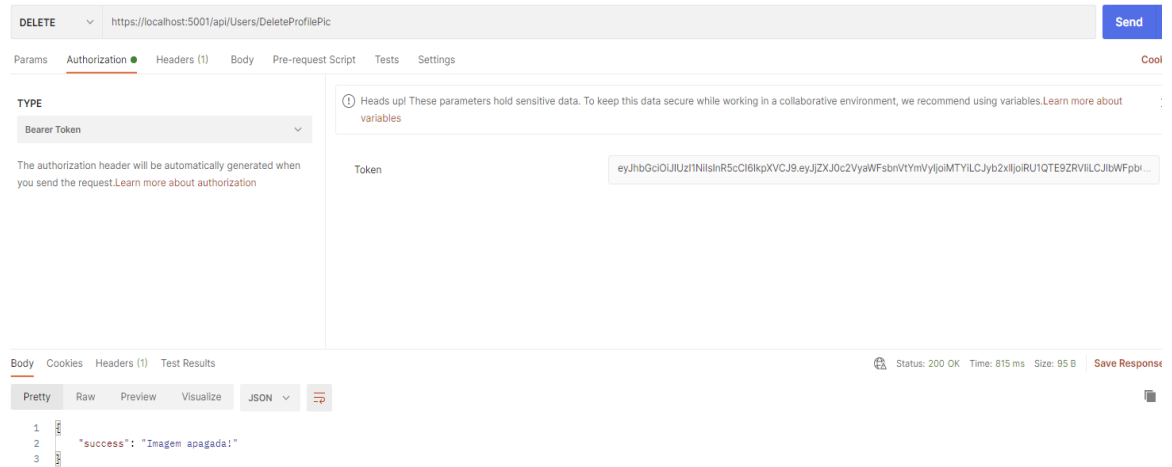 DELETE https://localhost:5001/api/Users/DeleteProfilePic Send
Params Authorization Headers (1) Body Pre-request Script Tests Settings Cook
TYPE
Bearer Token
The authorization header will be automatically generated when
you send the request.Learn more about authorization
Heads up! These parameters hold sensitive data. To keep this data secure while working in a collaborative environment, we recommend using variables.Learn more about
variables
Token
Body Cookies Headers (1) Test Results Status: 200 OK Time: 815 ms Size: 95 B Save Response
Pretty Raw Preview Visualize JSON
1 {
2 "success": "Imagem apagada!"
3 }